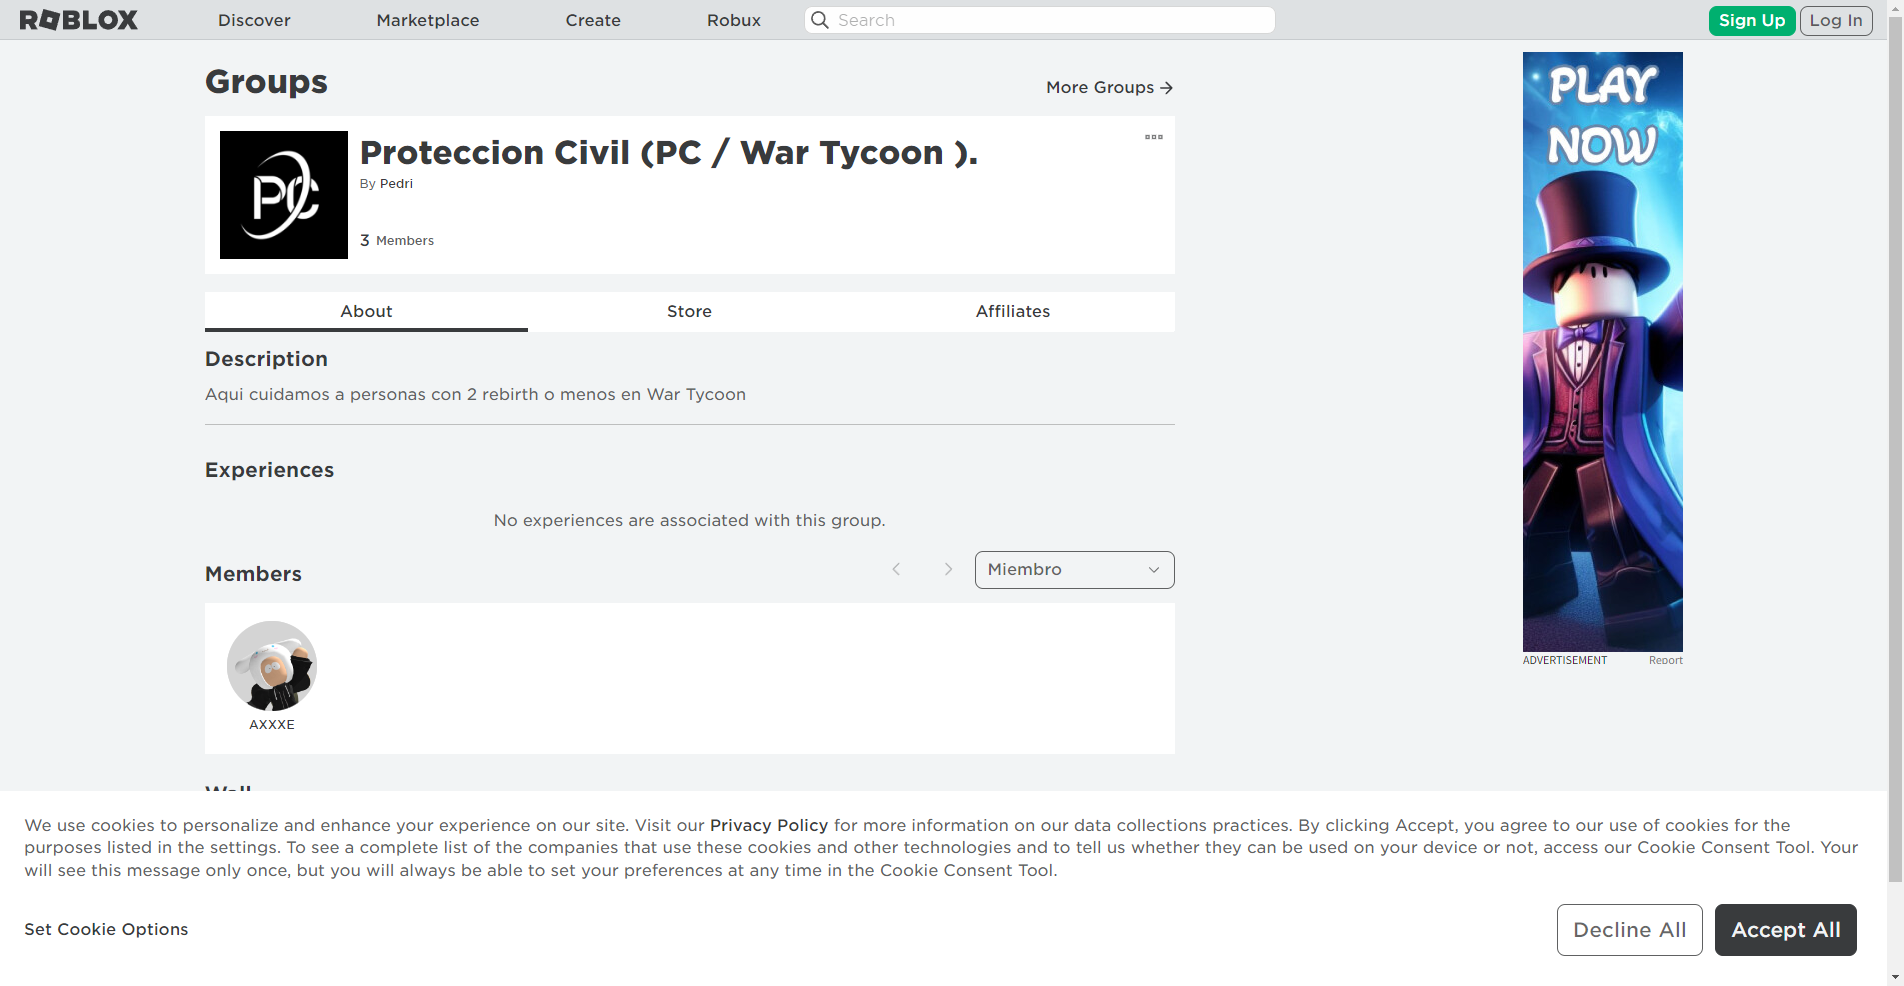 ROBLOX
Discover
Marketplace
Create
Robux
Search
Sign Up
Log In
Groups
More Groups
PC
Proteccion Civil (PC / War Tycoon ).
By Pedri
3 Members
About
Store
Affiliates
Description
Aqui cuidamos a personas con 2 rebirth o menos en War Tycoon
Experiences
No experiences are associated with this group.
Members
Miembro
AXXXE
Wall
PLAY
NOW
ADVERTISEMENT
Report
We use cookies to personalize and enhance your experience on our site. Visit our Privacy Policy for more information on our data collections practices. By clicking Accept, you agree to our use of cookies for the
purposes listed in the settings. To see a complete list of the companies that use these cookies and other technologies and to tell us whether they can be used on your device or not, access our Cookie Consent Tool. Your
will see this message only once, but you will always be able to set your preferences at any time in the Cookie Consent Tool.
Set Cookie Options
Decline All
Accept All